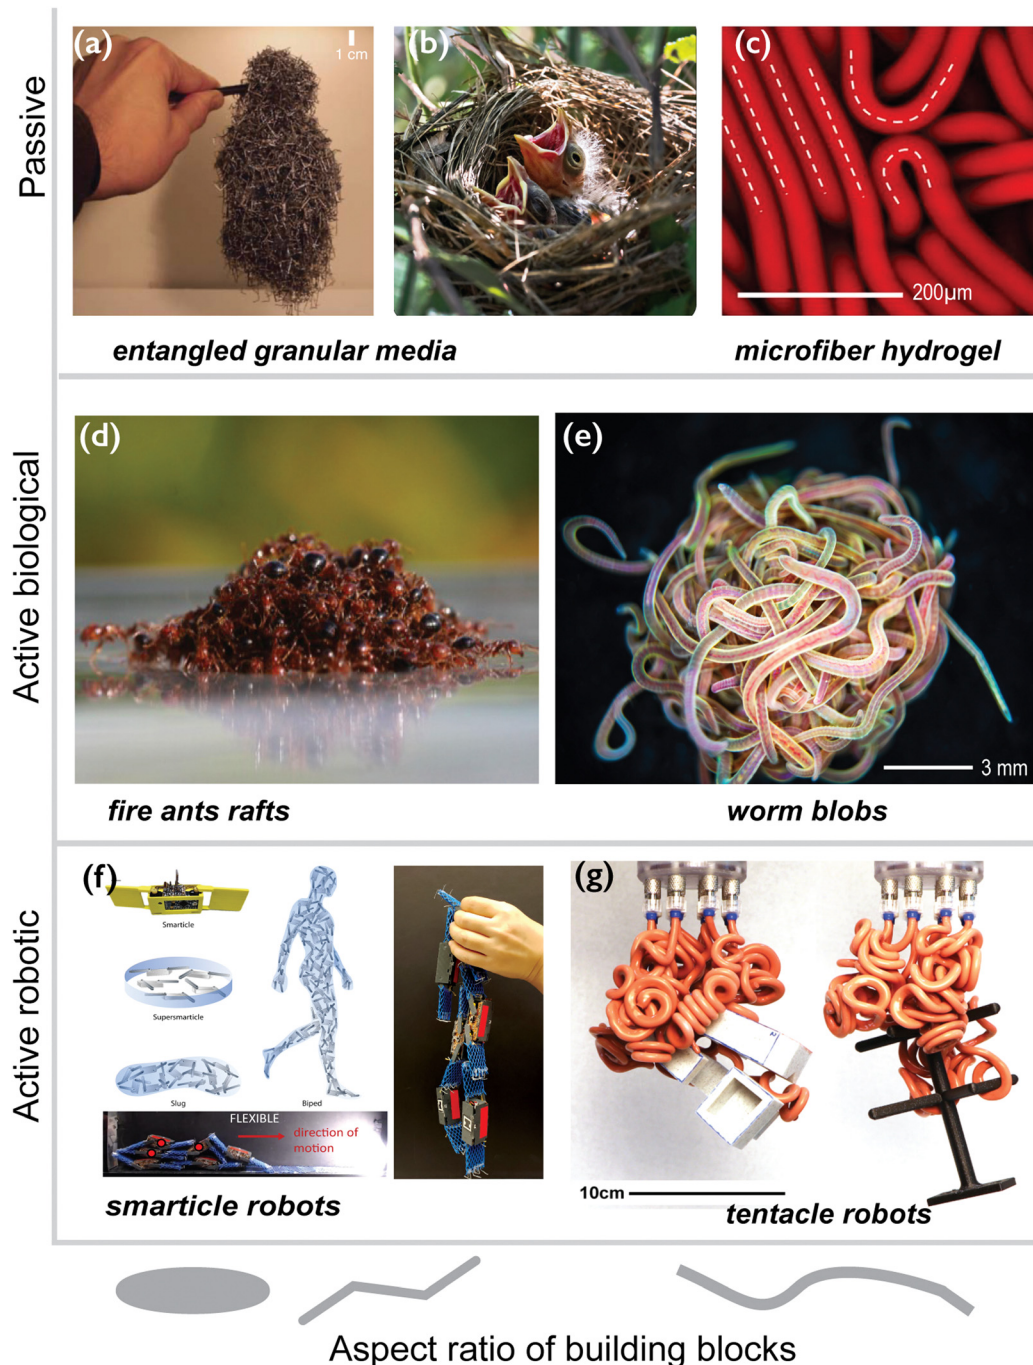 Passive
(a)
1 cm
(b)
(c)
200µm
entangled granular media
microfiber hydrogel
Active biological
(d)
(e)
3 mm
fire ants rafts
worm blobs
Active robotic
(f)
Smarticle
Supersmarticle
Slug
Biped
FLEXIBLE
direction of
motion
(g)
10cm
smarticle robots
tentacle robots
Aspect ratio of building blocks